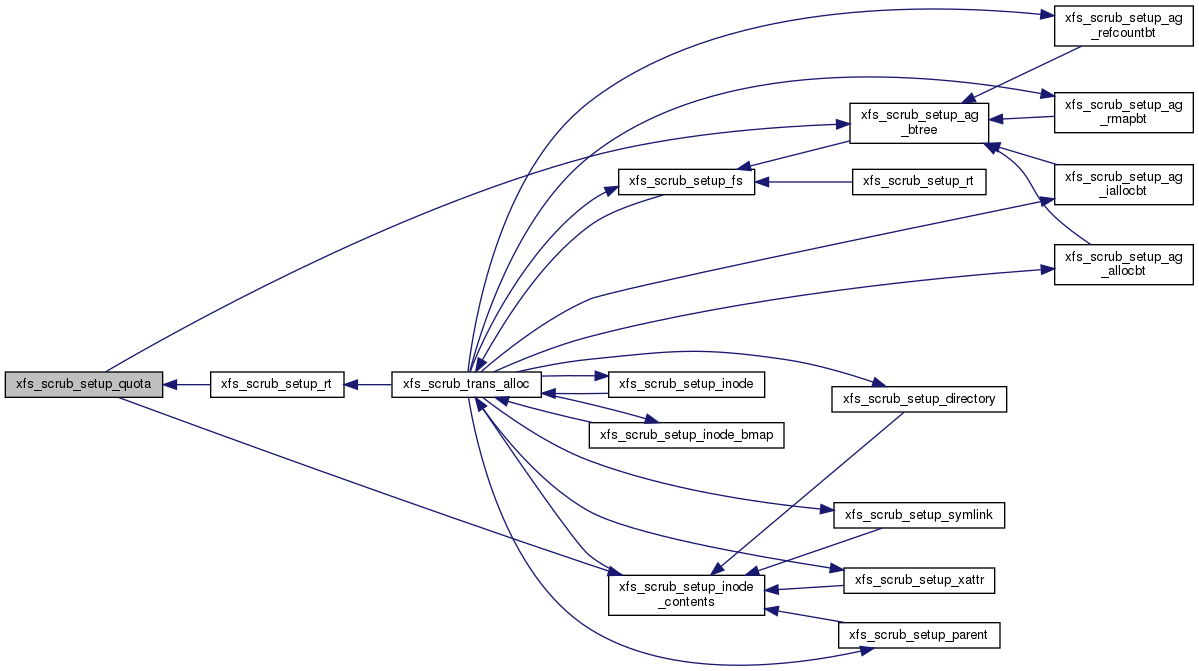 xfs_scrub_setup_ag
_refcountbt
xfs_scrub_setup_ag
_rmapbt
xfs_scrub_setup_ag
_btree
xfs_scrub_setup_fs
xfs_scrub_setup_rt
xfs_scrub_setup_ag
_iallocbt
xfs_scrub_setup_ag
_allocbt
xfs_scrub_setup_quota
xfs_scrub_setup_rt
xfs_scrub_trans_alloc
xfs_scrub_setup_inode
xfs_scrub_setup_directory
xfs_scrub_setup_inode_bmap
xfs_scrub_setup_symlink
xfs_scrub_setup_inode
_contents
xfs_scrub_setup_xattr
xfs_scrub_setup_parent